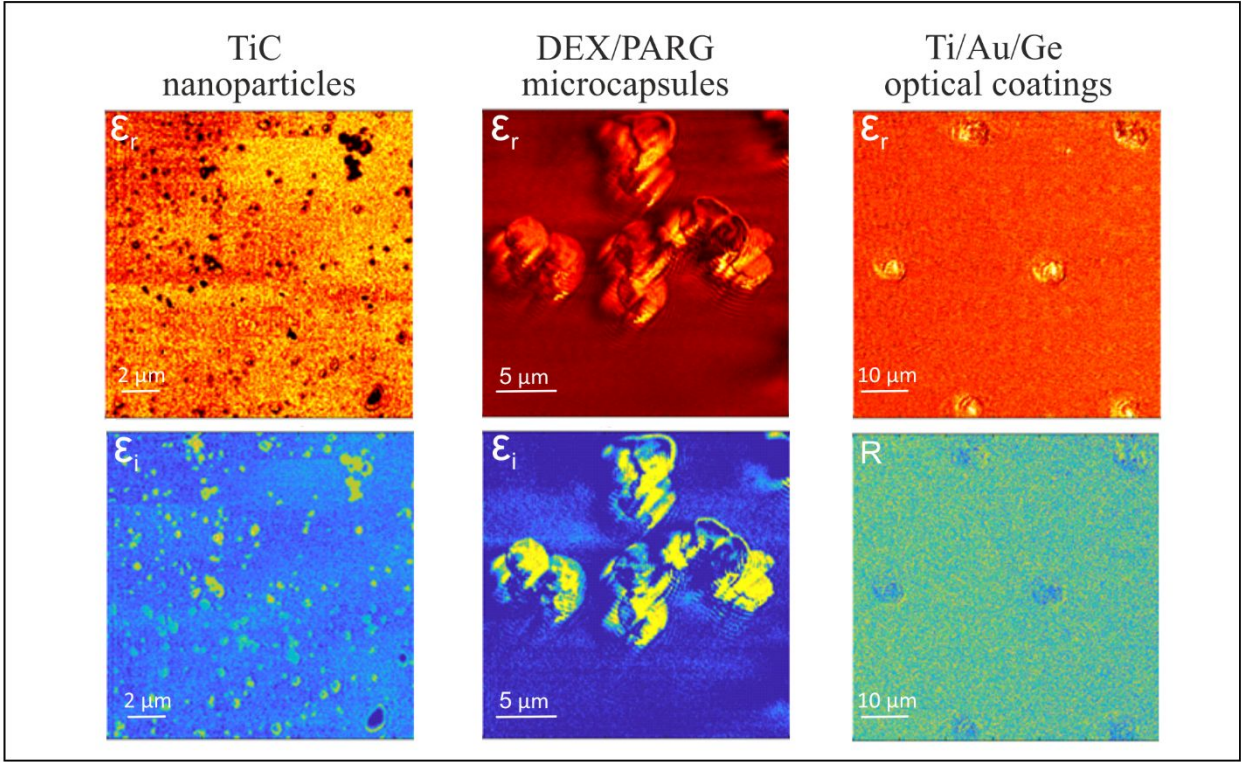 TiC
nanoparticles
DEX/PARG
microcapsules
Ti/Au/Ge
optical coatings
εr
2 µm
εr
5 µm
εr
10 µm
εi
2 µm
εi
5 µm
R
10 µm